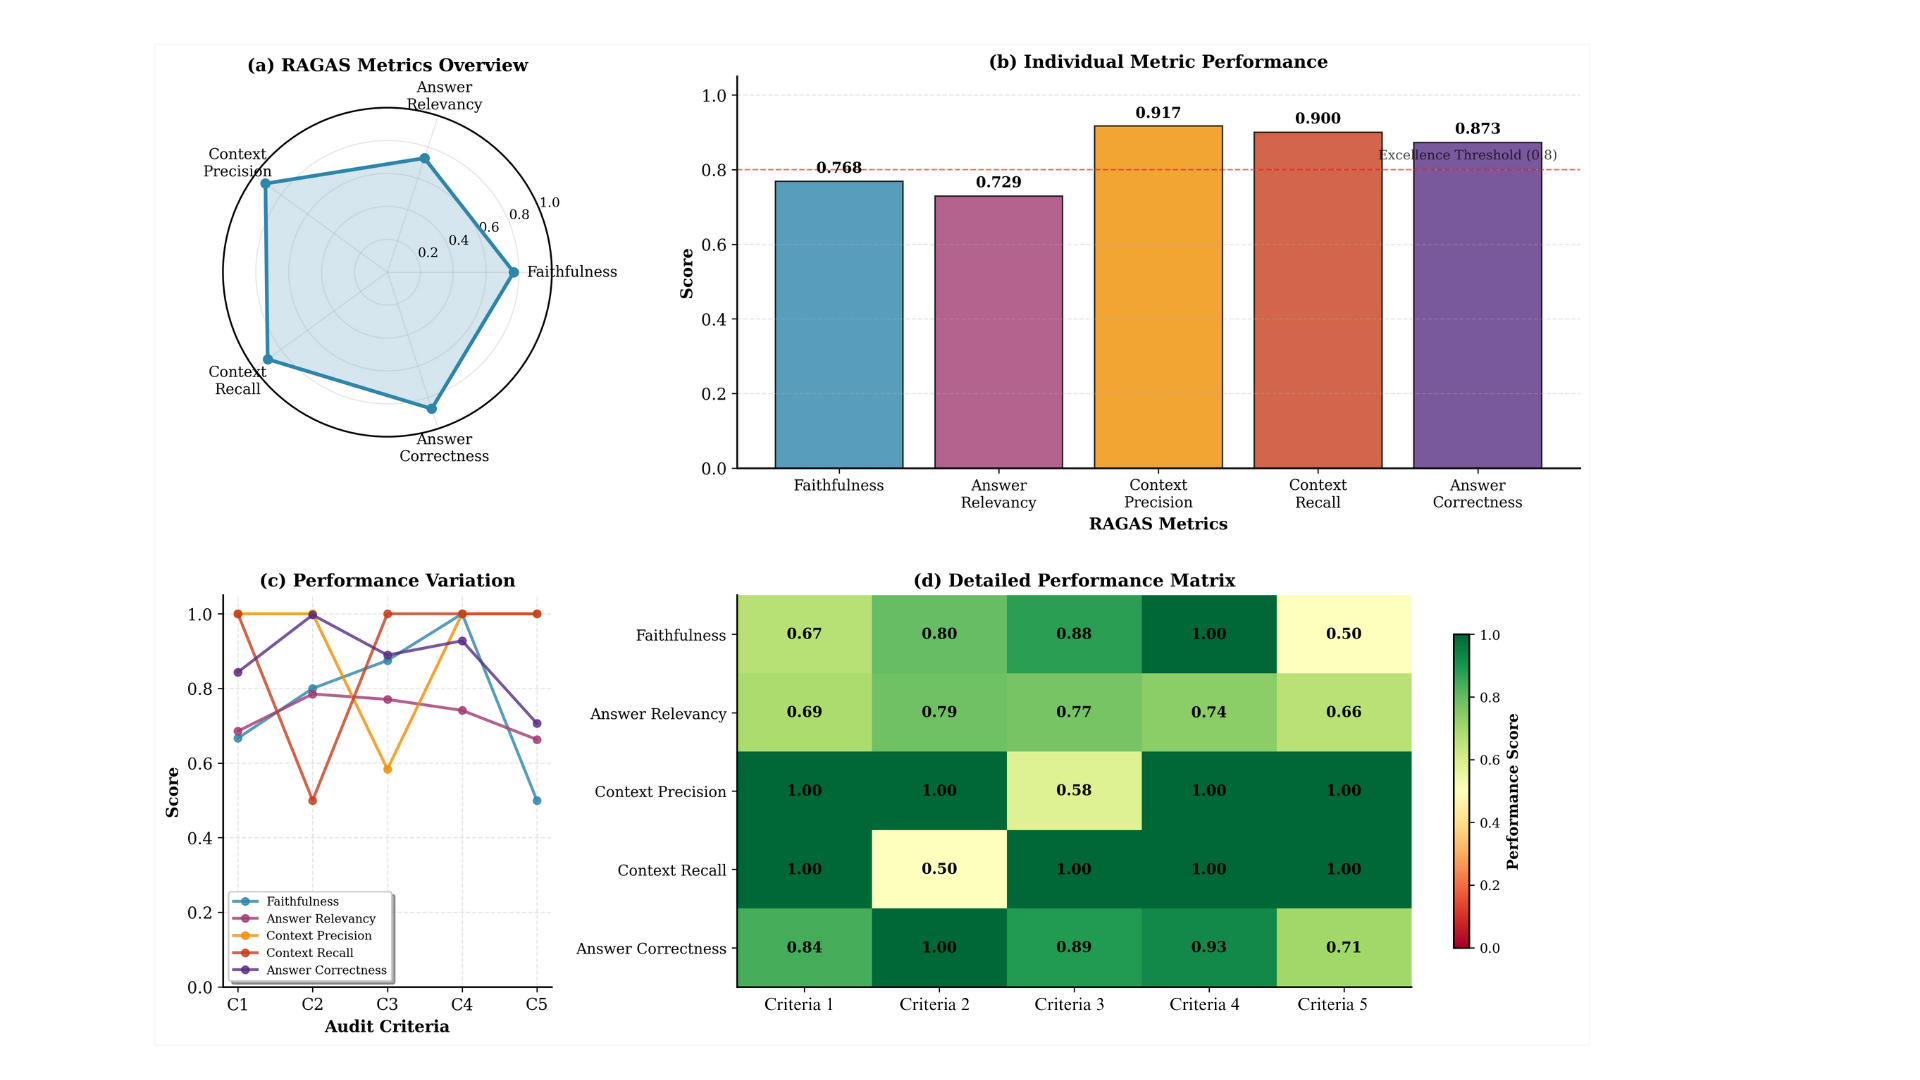 (a) RAGAS Metrics Overview
Answer
Relevancy
Context
Precision
1.0
0.8
0.6
0.4
0.2
Faithfulness
Context
Recall
Answer
Correctness
(b) Individual Metric Performance
1.0
0.8
0.6
0.4
0.2
0.0
Score
0.768
0.729
0.917
0.900
0.873
Excellence Threshold (0.8)
Faithfulness
Answer
Relevancy
Context
Precision
Context
Recall
Answer
Correctness
RAGAS Metrics
(c) Performance Variation
1.0
0.8
0.6
0.4
0.2
0.0
Score
Faithfulness
Answer Relevancy
Context Precision
Context Recall
Answer Correctness
C1 C2 C3 C4 C5
Audit Criteria
(d) Detailed Performance Matrix
Faithfulness 0.67 0.80 0.88 1.00 0.50
Answer Relevancy 0.69 0.79 0.77 0.74 0.66
Context Precision 1.00 1.00 0.58 1.00 1.00
Context Recall 1.00 0.50 1.00 1.00 1.00
Answer Correctness 0.84 1.00 0.89 0.93 0.71
Criteria 1 Criteria 2 Criteria 3 Criteria 4 Criteria 5
1.0
0.8
0.6
0.4
0.2
0.0
Performance Score